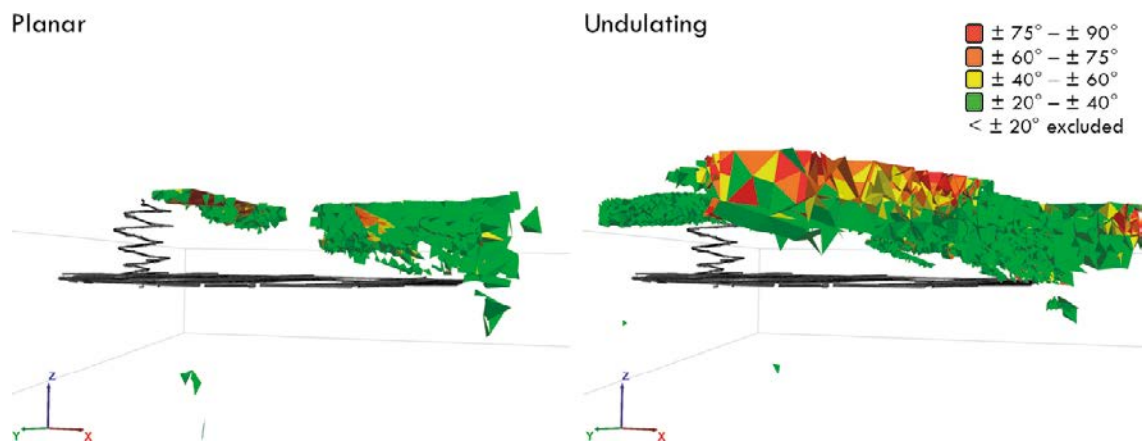 Planar
Undulating
± 75° – ± 90°
± 60° – ± 75°
± 40° – ± 60°
± 20° – ± 40°
< ± 20° excluded
Z
Y
X
Z
Y
X